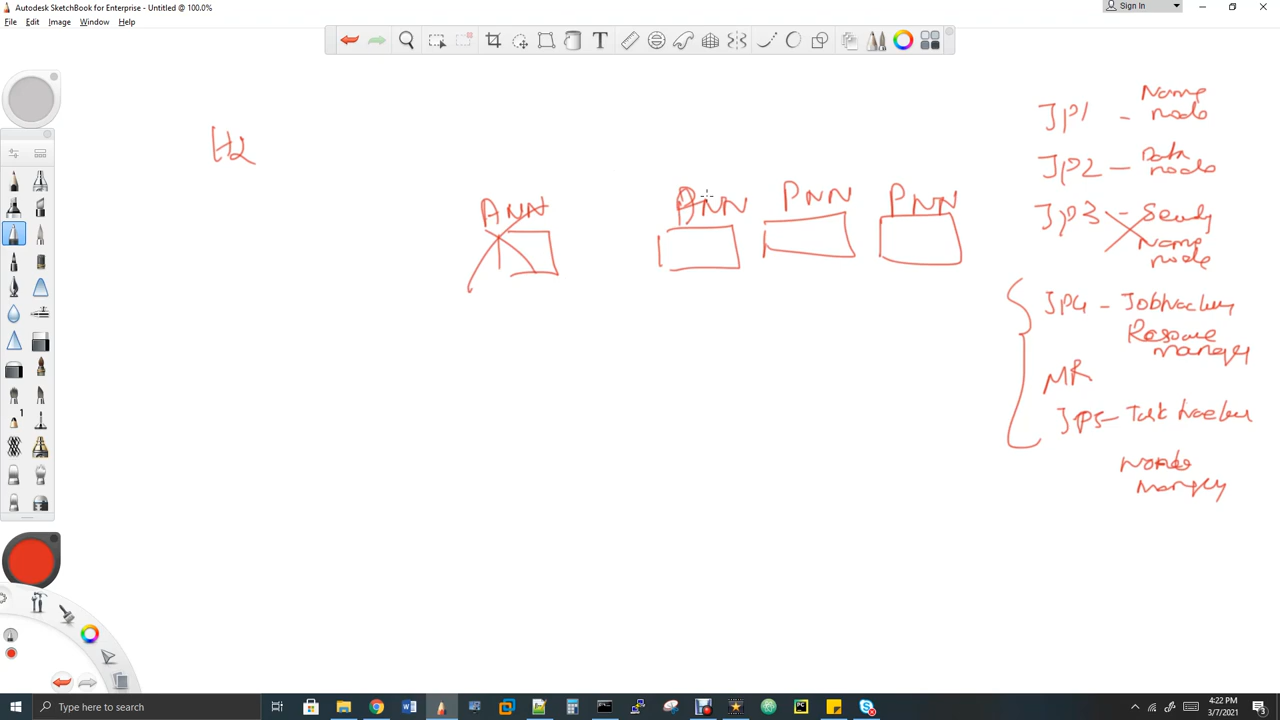 Autodesk SketchBook for Enterprise - Untitled @ 100.0%
Sign In
File Edit Image Window Help
H2
ANN
ANN PNN PNN
JP1 - Name
node
JP2 - Data
node
JP3 -
Name
node
JP4 - Jobtracker
Resource
manager
MR
JP5 - Task tracker
Node
manager
1
Type here to search
4:22 PM
3/7/2021